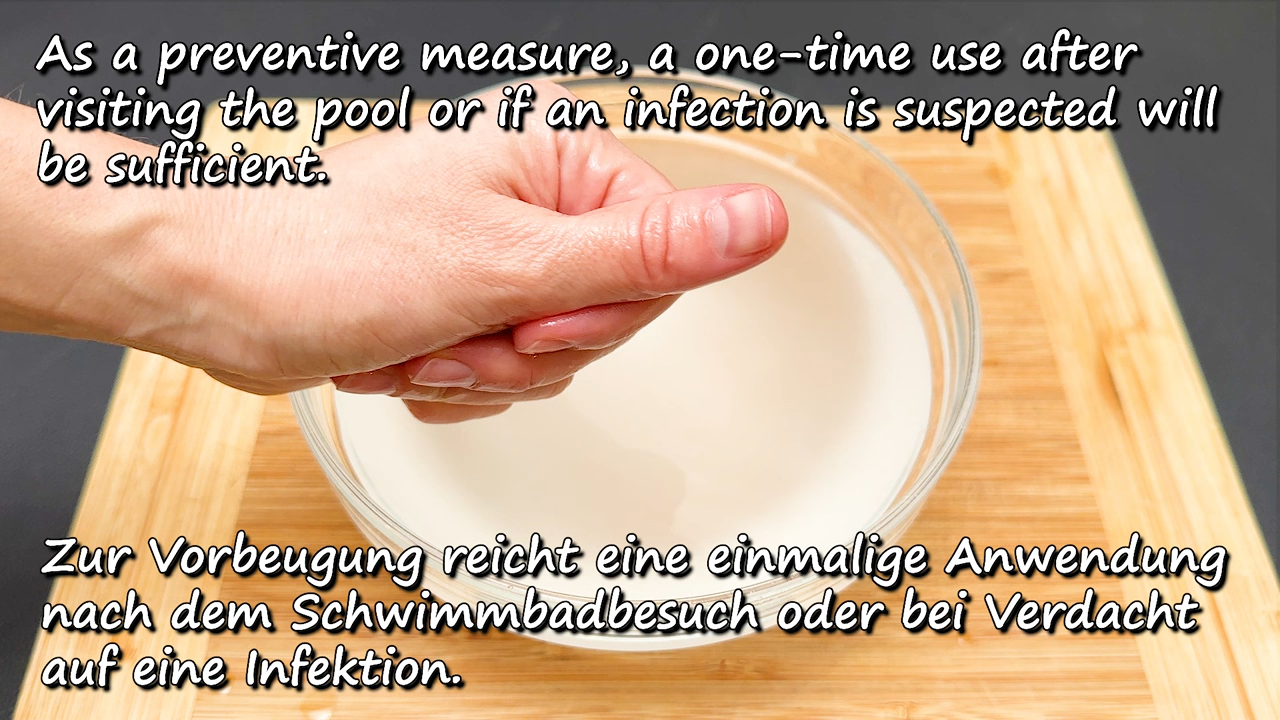 As a preventive measure, a one-time use after
visiting the pool or if an infection is suspected will
be sufficient.
Zur Vorbeugung reicht eine einmalige Anwendung
nach dem Schwimmbadbesuch oder bei Verdacht
auf eine Infektion.